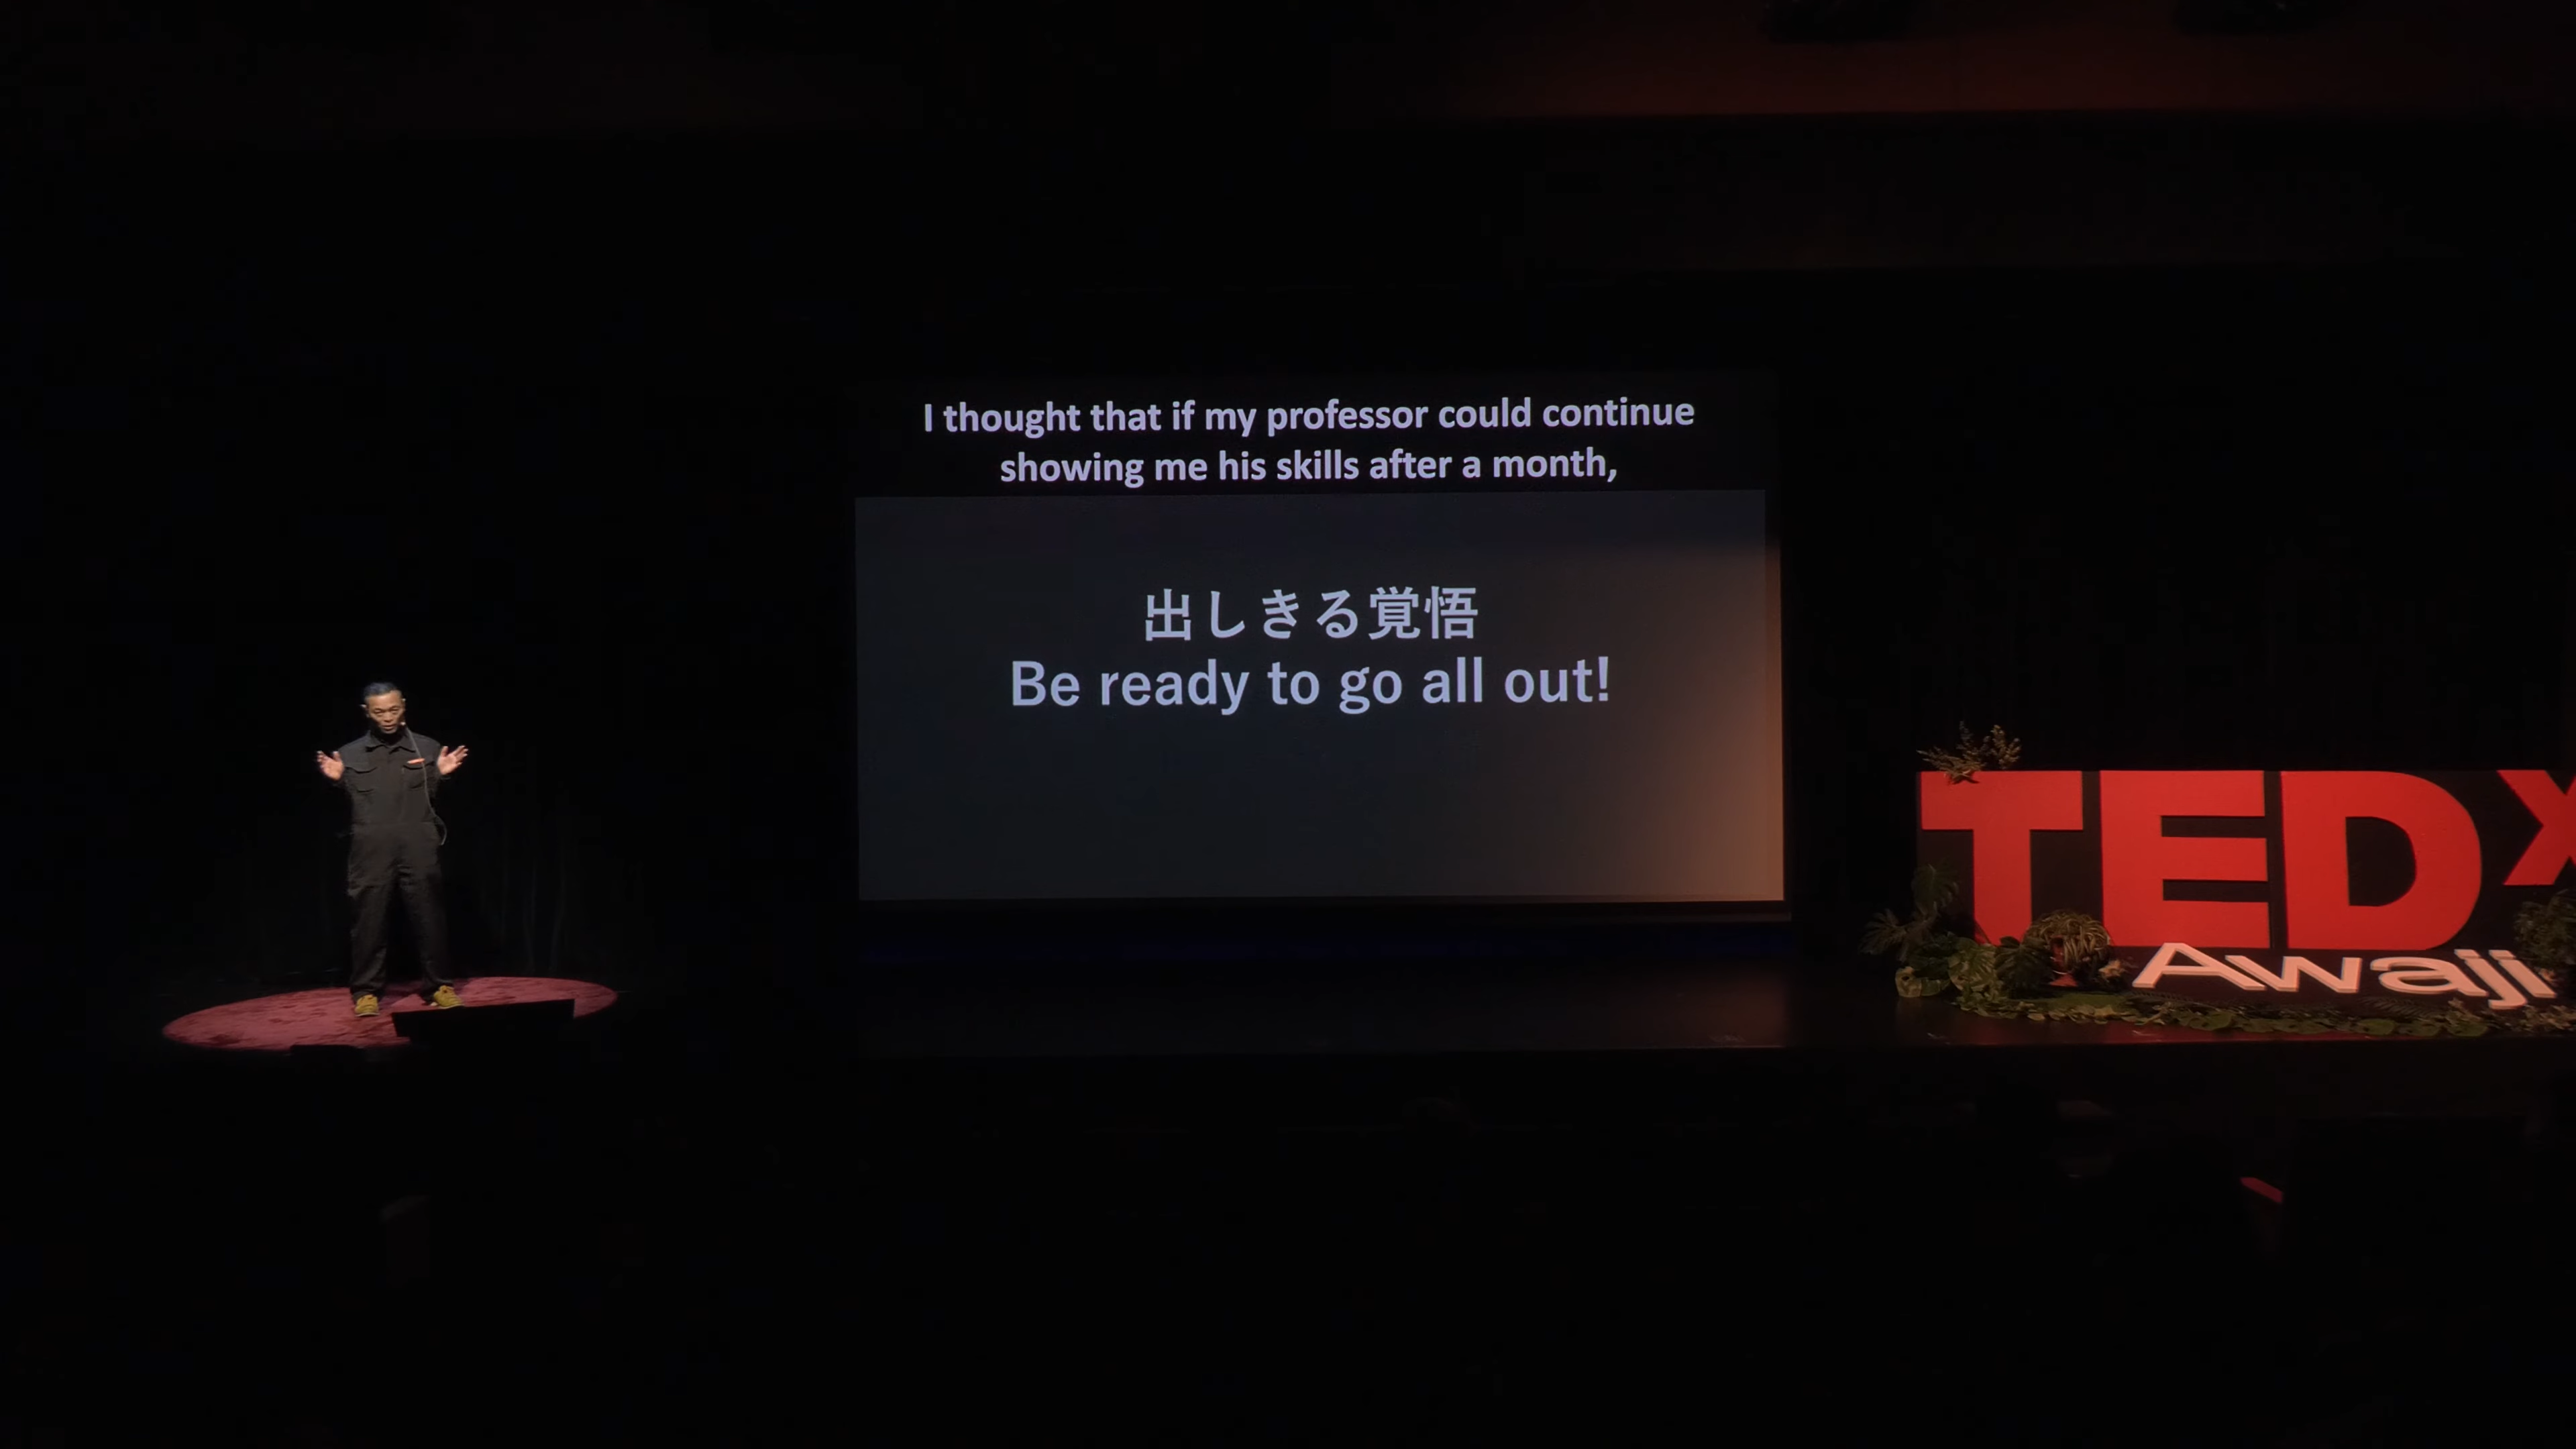 I thought that if my professor could continue
showing me his skills after a month,
出しきる覚悟
Be ready to go all out!
TEDx
Awaji